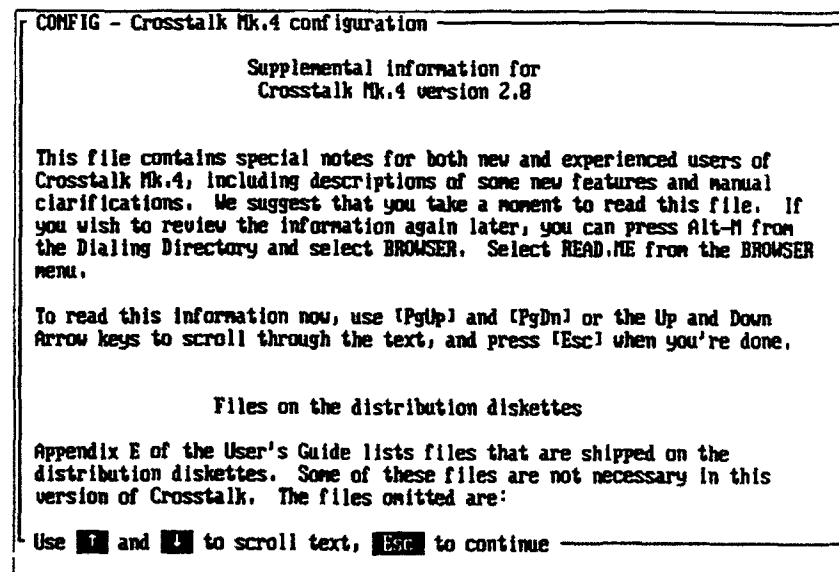 CONFIG - Crosstalk Mk.4 configuration
Supplemental information for
Crosstalk Mk.4 version 2.0
This file contains special notes for both new and experienced users of
Crosstalk Mk.4, including descriptions of some new features and manual
clarifications. We suggest that you take a moment to read this file. If
you wish to review the information again later, you can press Alt-M from
the Dialing Directory and select BROWSER. Select READ.ME from the BROWSER
menu.
To read this information now, use [PgUp] and [PgDn] or the Up and Down
Arrow keys to scroll through the text, and press [Esc] when you're done.
Files on the distribution diskettes
Appendix E of the User's Guide lists files that are shipped on the
distribution diskettes. Some of these files are not necessary in this
version of Crosstalk. The files omitted are:
Use ↑ and ↓ to scroll text, Esc to continue